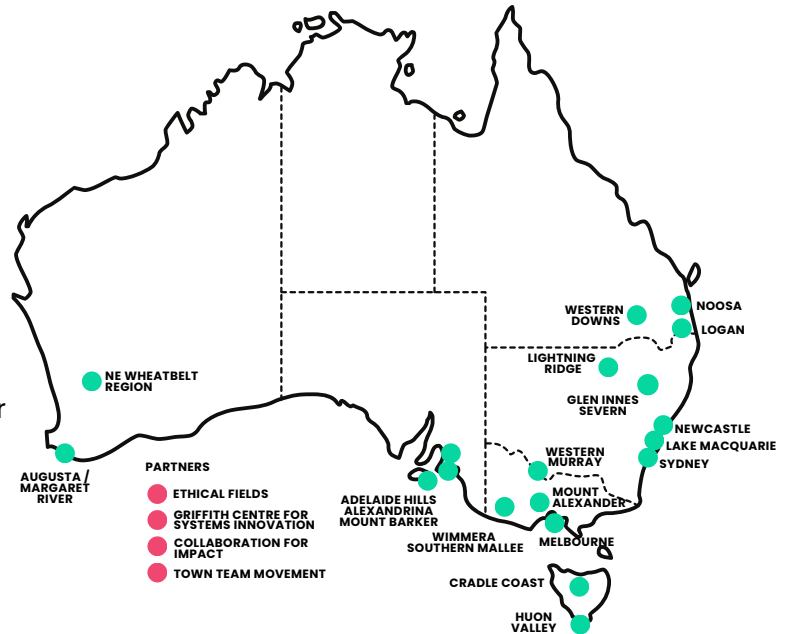 WESTERN
DOWNS
NOOSA
LOGAN
LIGHTNING
RIDGE
GLEN INNES
SEVERN
NE WHEATBELT
REGION
r
NEWCASTLE
LAKE MACQUARIE
SYDNEY
WESTERN
MURRAY
AUGUSTA /
MARGARET
RIVER
PARTNERS
ETHICAL FIELDS
GRIFFITH CENTRE FOR
SYSTEMS INNOVATION
COLLABORATION FOR
IMPACT
TOWN TEAM MOVEMENT
ADELAIDE HILLS
ALEXANDRINA
MOUNT BARKER
MOUNT
ALEXANDER
WIMMERA
SOUTHERN MALLEE
MELBOURNE
CRADLE COAST
HUON
VALLEY